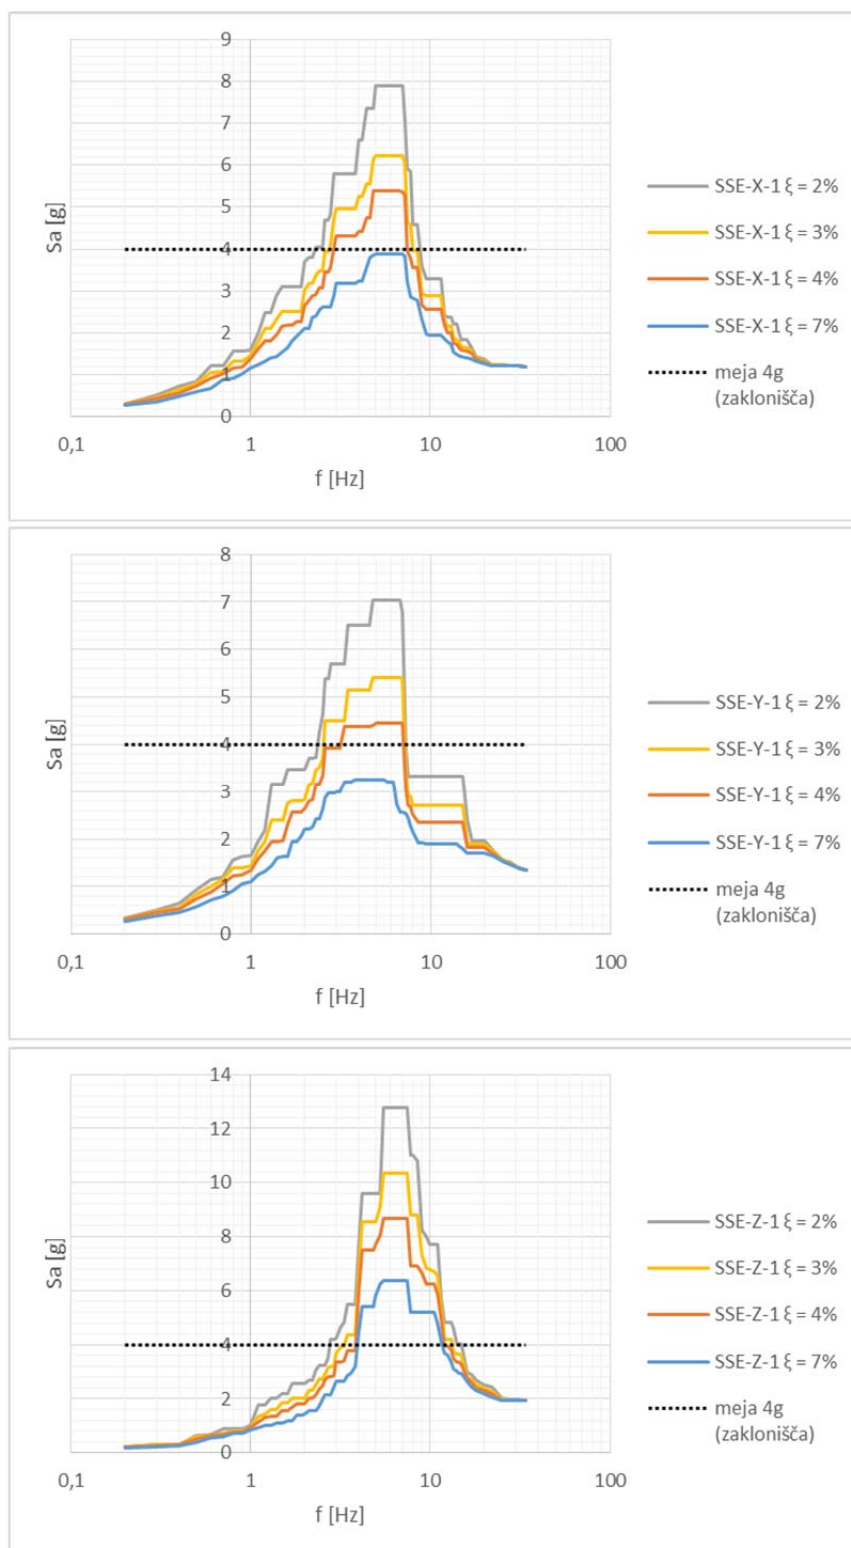 9
8
7
6
5
4
3
2
1
0
Sa [g]
0,1
1
10
100
f [Hz]
SSE-X-1 ξ = 2%
SSE-X-1 ξ = 3%
SSE-X-1 ξ = 4%
SSE-X-1 ξ = 7%
meja 4g
(zaklonišča)
8
7
6
5
4
3
2
1
0
Sa [g]
0,1
1
10
100
f [Hz]
SSE-Y-1 ξ = 2%
SSE-Y-1 ξ = 3%
SSE-Y-1 ξ = 4%
SSE-Y-1 ξ = 7%
meja 4g
(zaklonišča)
14
12
10
8
6
4
2
0
Sa [g]
0,1
1
10
100
f [Hz]
SSE-Z-1 ξ = 2%
SSE-Z-1 ξ = 3%
SSE-Z-1 ξ = 4%
SSE-Z-1 ξ = 7%
meja 4g
(zaklonišča)